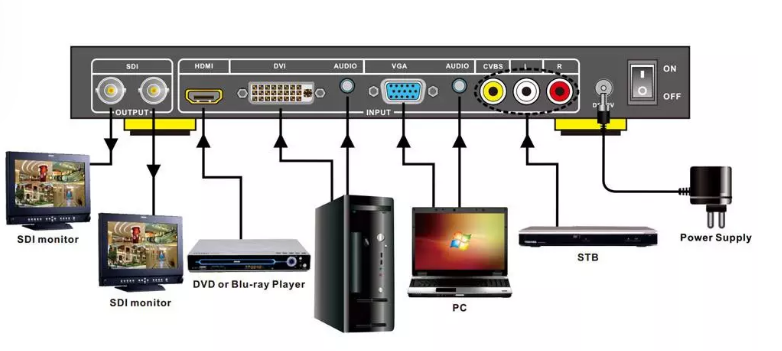 SDI
HDMI
DVI
AUDIO
VGA
AUDIO
CVBS
L
R
ON
OFF
OUTPUT
INPUT
SDI monitor
SDI monitor
DVD or Blu-ray Player
PC
STB
Power Supply